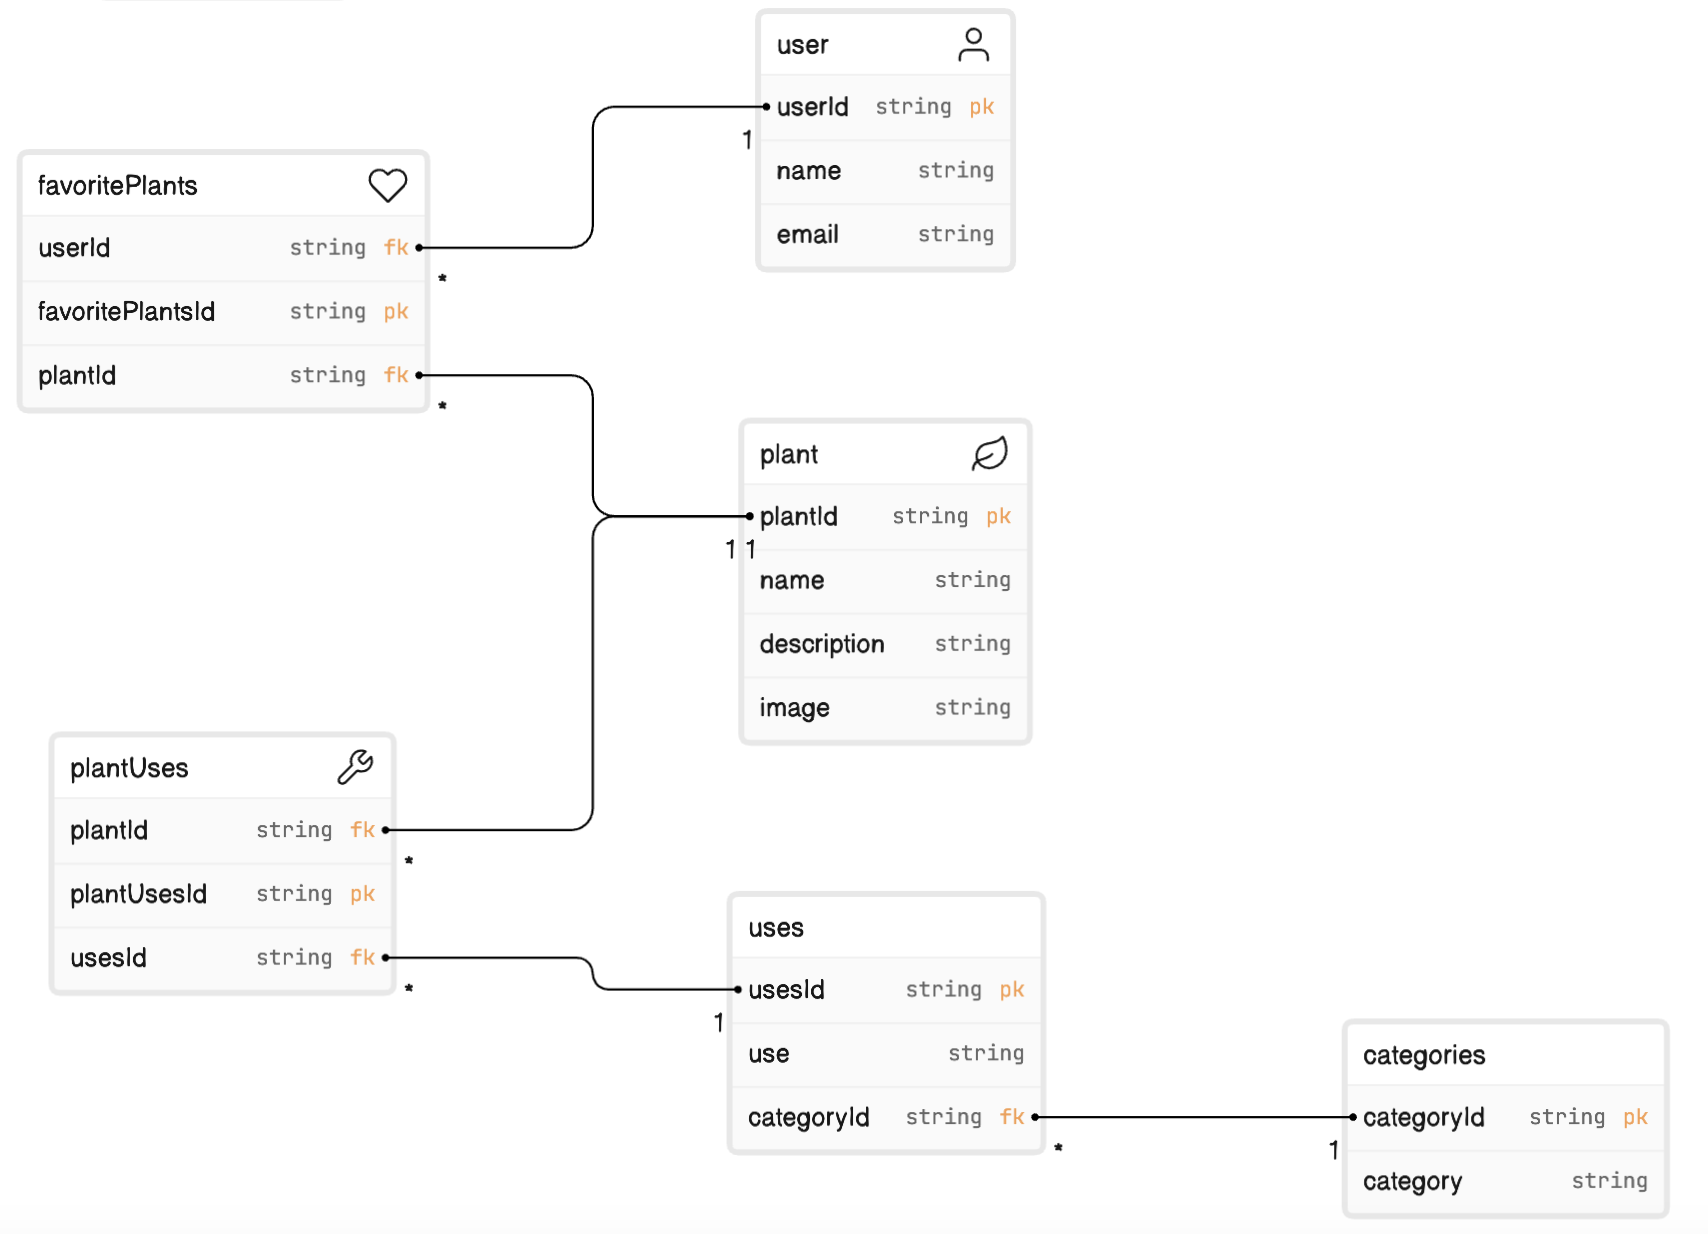 user
userId string pk
1
name string
email string
favoritePlants
userId string fk
*
favoritePlantsId string pk
plantId string fk
*
plant
plantId string pk
1 1
name string
description string
image string
plantUses
plantId string fk
*
plantUsesId string pk
usesId string fk
*
uses
usesId string pk
1
use string
categoryId string fk
*
categories
categoryId string pk
1
category string